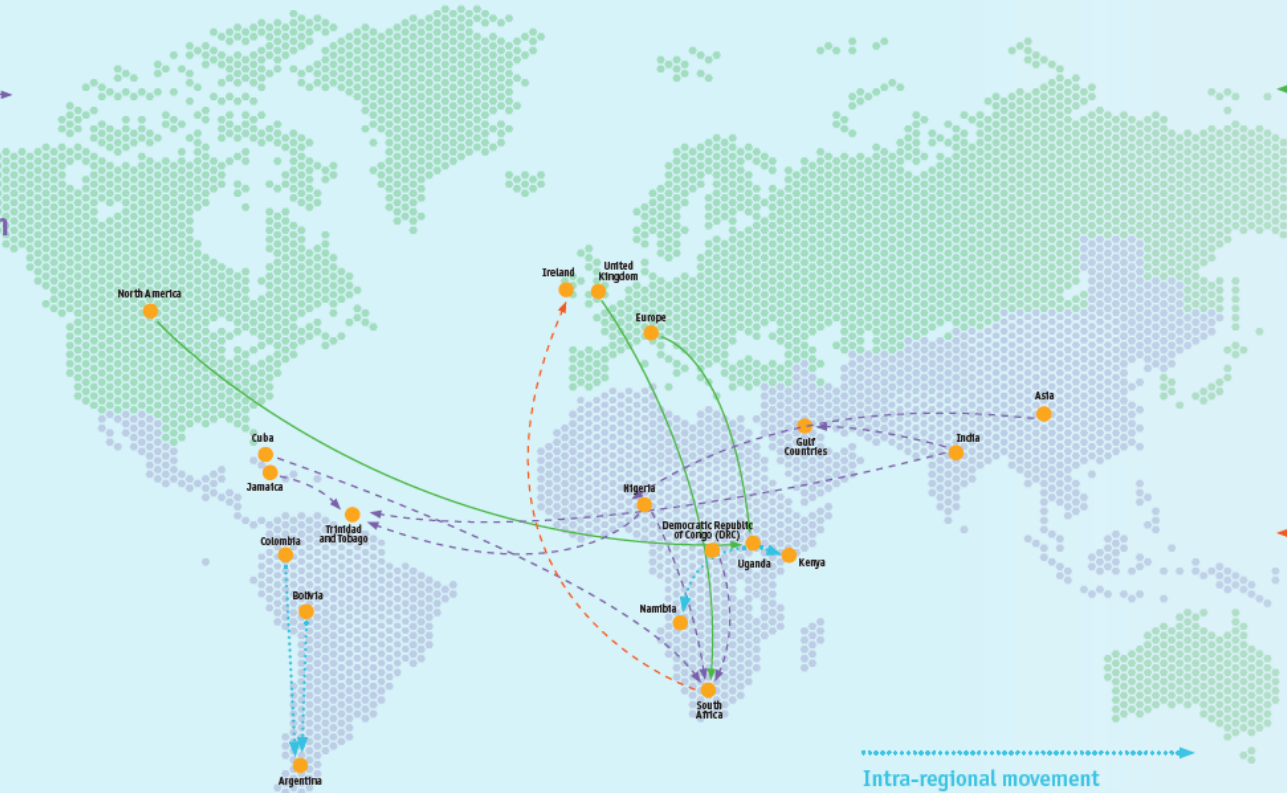 Ireland
United
Kingdom
North America
Europe
Asia
Cuba
India
Gulf
Countries
Jamaica
Nigeria
Trinidad
and Tobago
Democratic Republic
of Congo (DRC)
Colombia
Uganda
Kenya
Bolivia
Namibia
South
Africa
Argentina
Intra-regional movement